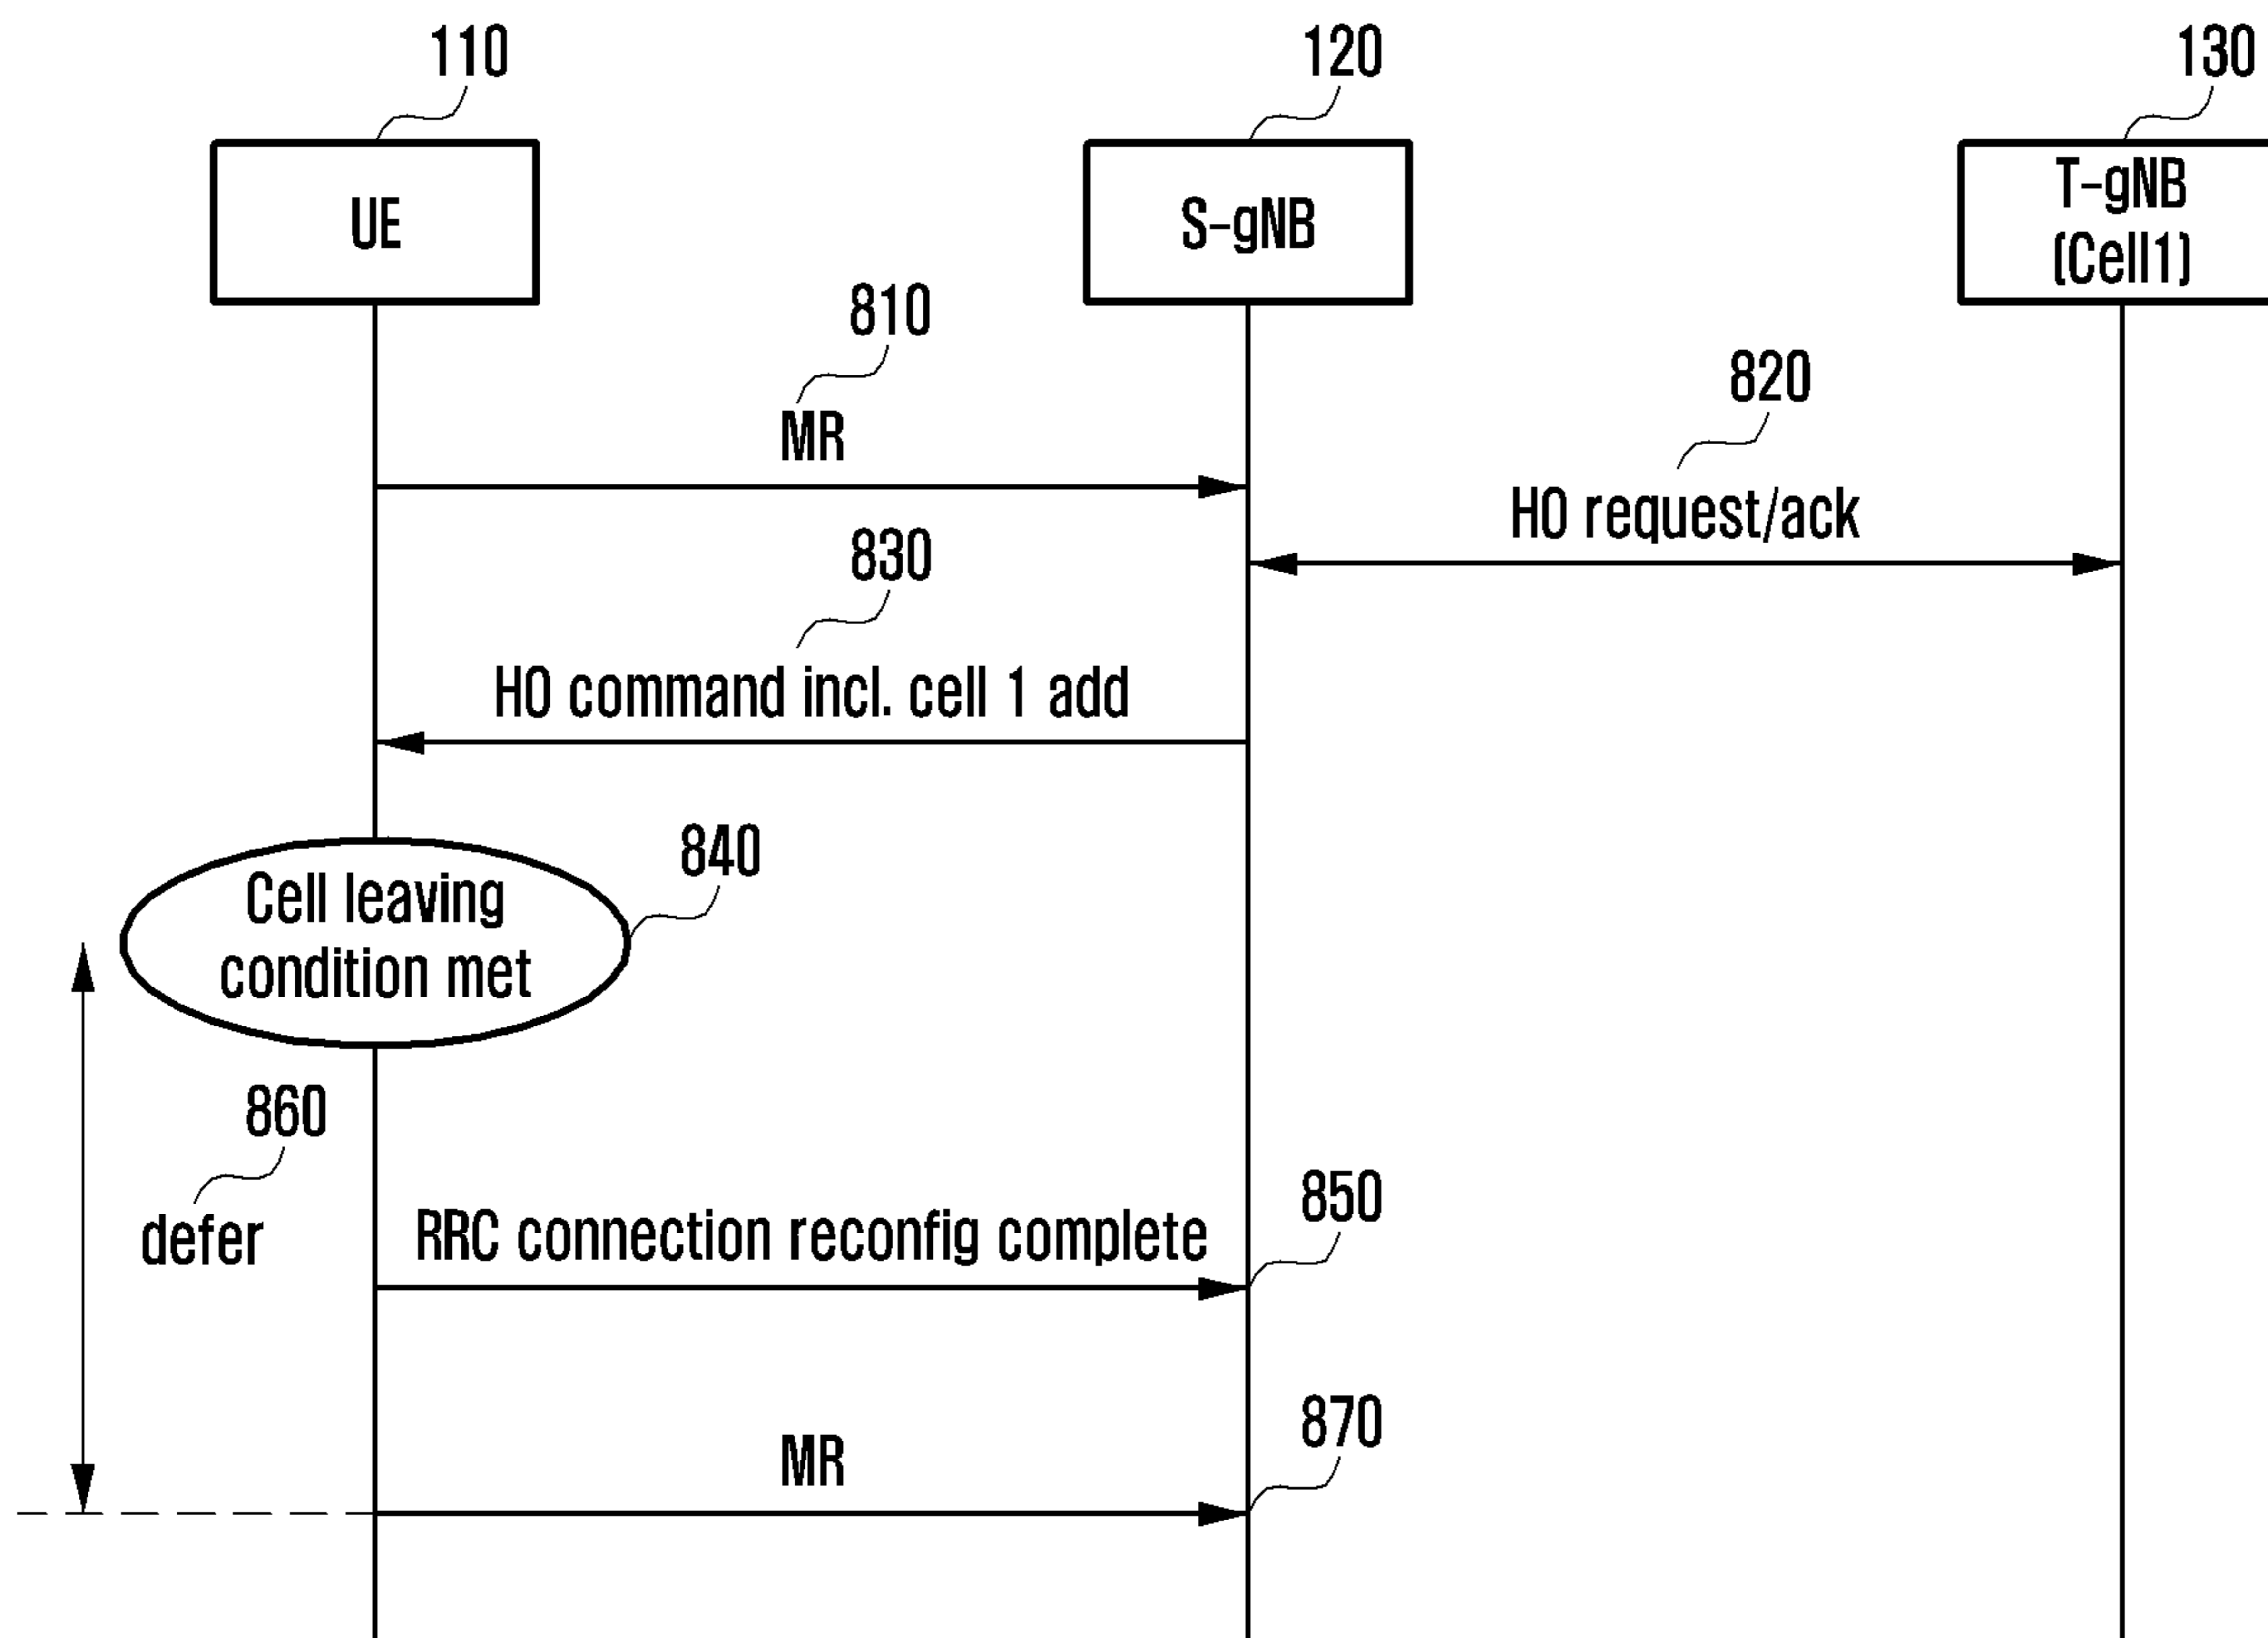 110
120
130
UE
S-gNB
T-gNB
(Cell1)
810
MR
820
HO request/ack
830
HO command incl. cell 1 add
840
Cell leaving
condition met
860
defer
850
RRC connection reconfig complete
870
MR